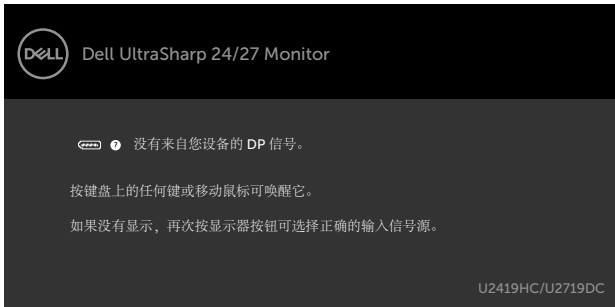 DELL
Dell UltraSharp 24/27 Monitor
? 没有来自您设备的 DP 信号。
按键盘上的任何键或移动鼠标可唤醒它。
如果没有显示，再次按显示器按钮可选择正确的输入信号源。
U2419HC/U2719DC